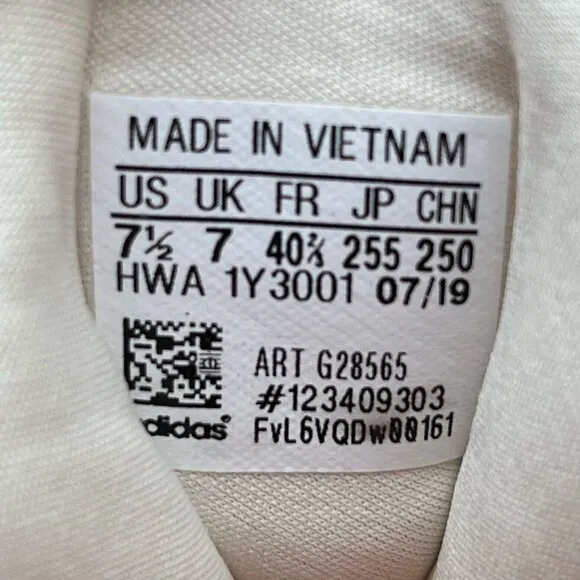 MADE IN VIETNAM
US UK FR JP CHN
7½ 7 40⅔ 255 250
HWA 1Y3001 07/19
ART G28565
#123409303
adidas® FvL6VQDw00161